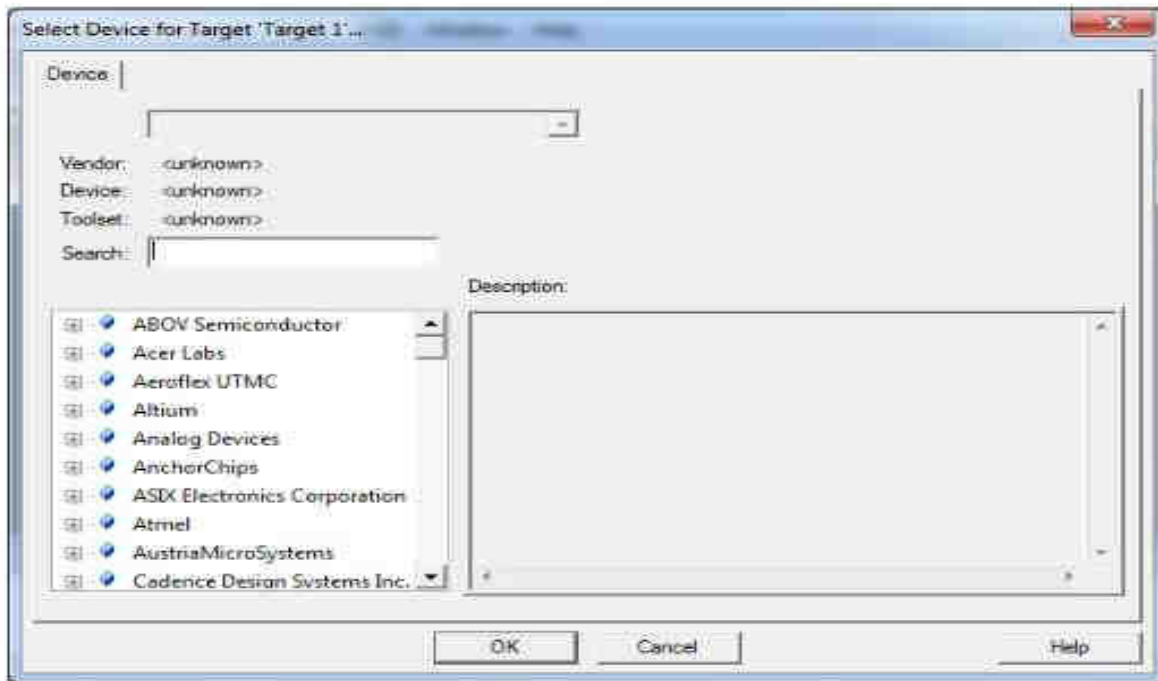 Select Device for Target 'Target 1'...
Device
Vendor: <unknown>
Device: <unknown>
Toolset: <unknown>
Search:
Description:
ABOV Semiconductor
Acer Labs
Aeroflex UTMC
Altium
Analog Devices
AnchorChips
ASIX Electronics Corporation
Atmel
AustriaMicroSystems
Cadence Design Systems Inc.
OK Cancel Help